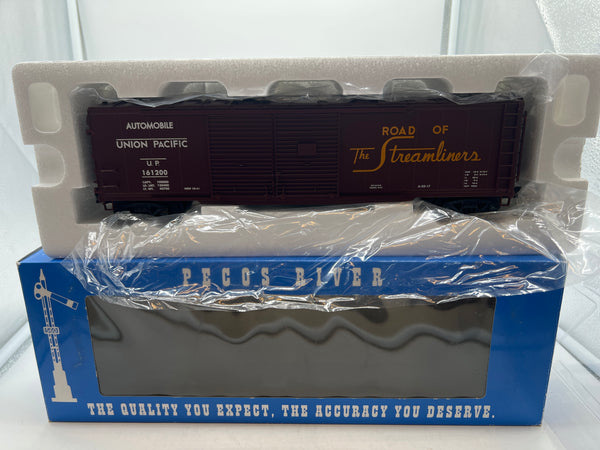 AUTOMOBILE
UNION PACIFIC
U.P.
161200
ROAD OF
The Streamliners
PECOS RIVER
THE QUALITY YOU EXPECT, THE ACCURACY YOU DESERVE.